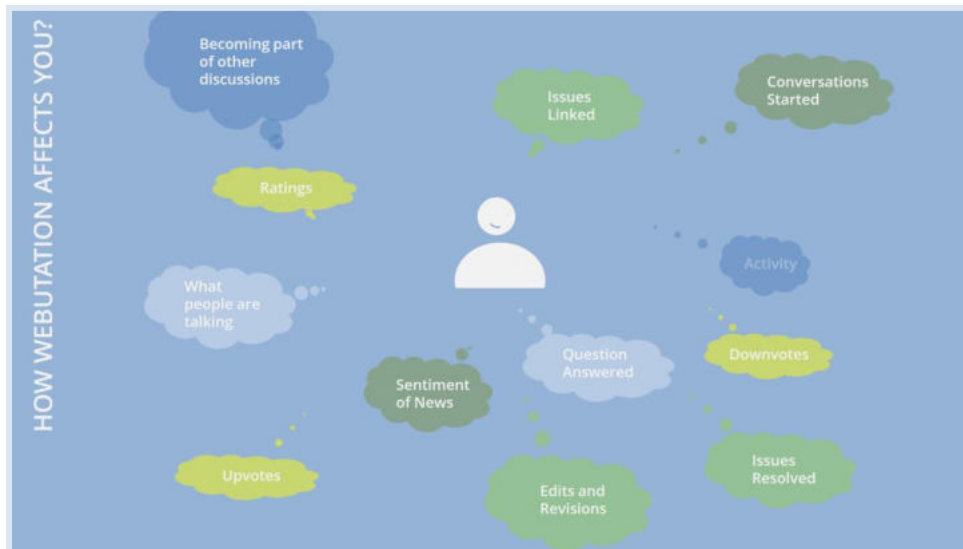 HOW WEBUTATION AFFECTS YOU?
Becoming part
of other
discussions
Issues
Linked
Conversations
Started
Ratings
Activity
What
people are
talking
Question
Answered
Downvotes
Sentiment
of News
Upvotes
Edits and
Revisions
Issues
Resolved